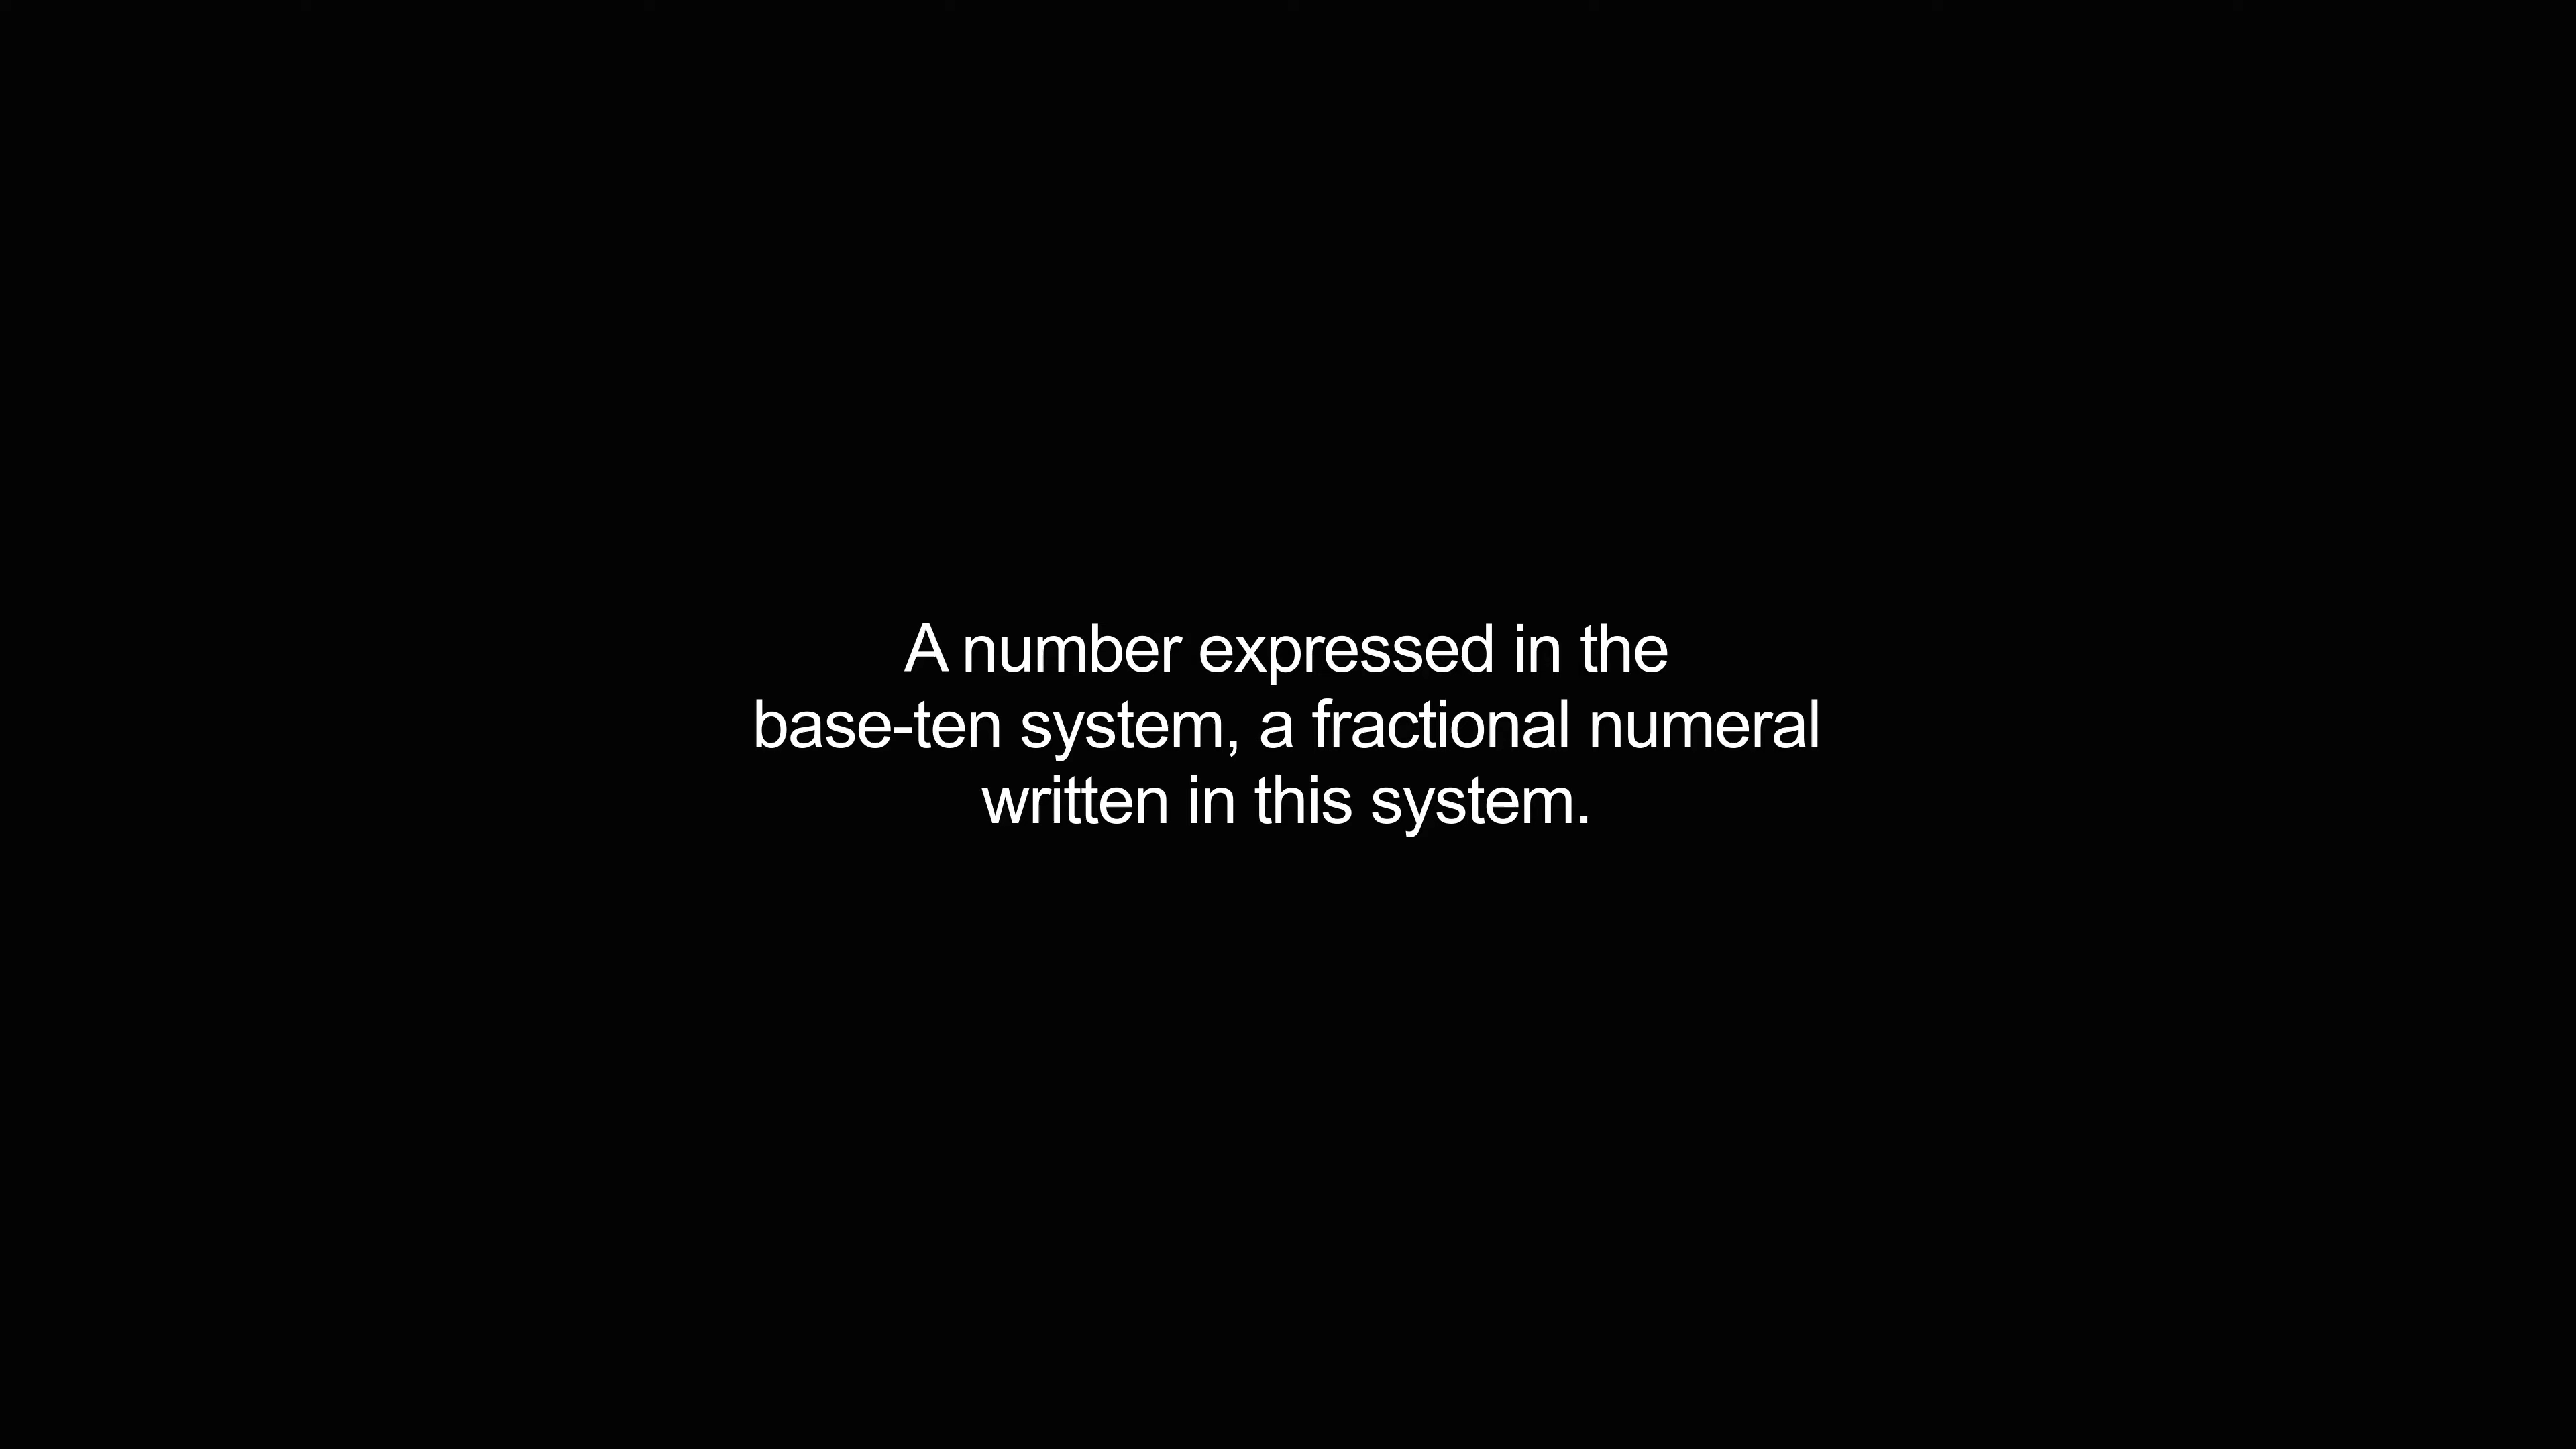 A number expressed in the
base-ten system, a fractional numeral
written in this system.